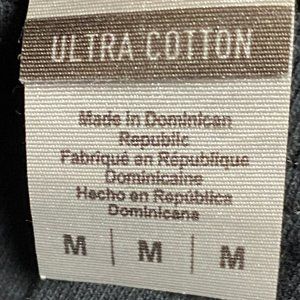 ULTRA COTTON
Made in Dominican
Republic
Fabriqué en République
Dominicaine
Hecho en República
Dominicana
M | M | M